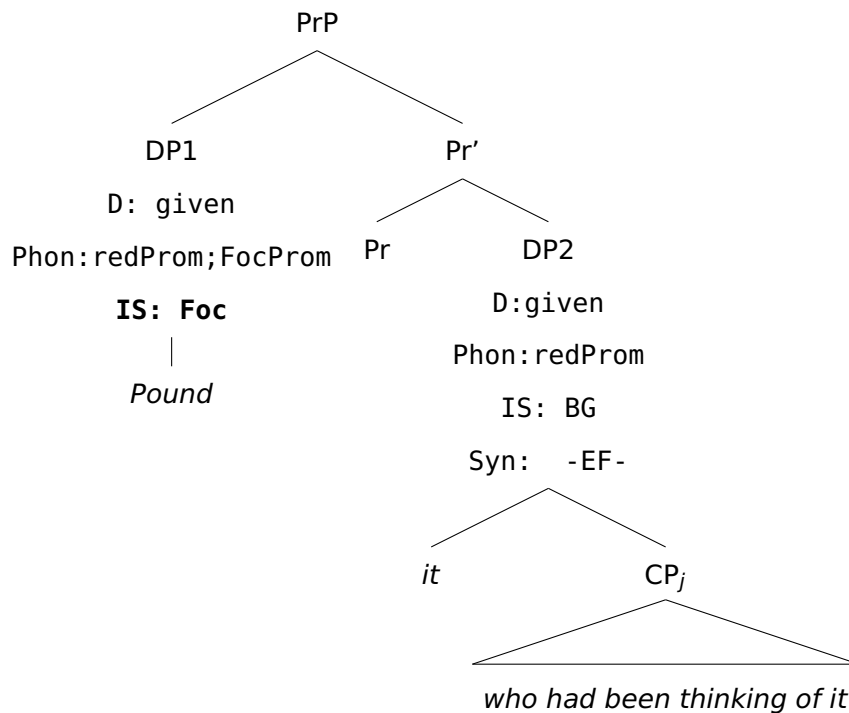 PrP
DP1 Pr’
D: given
Phon:redProm;FocProm Pr DP2
IS: Foc D:given
Phon:redProm
Pound IS: BG
Syn: -EF-
it CPj
who had been thinking of it